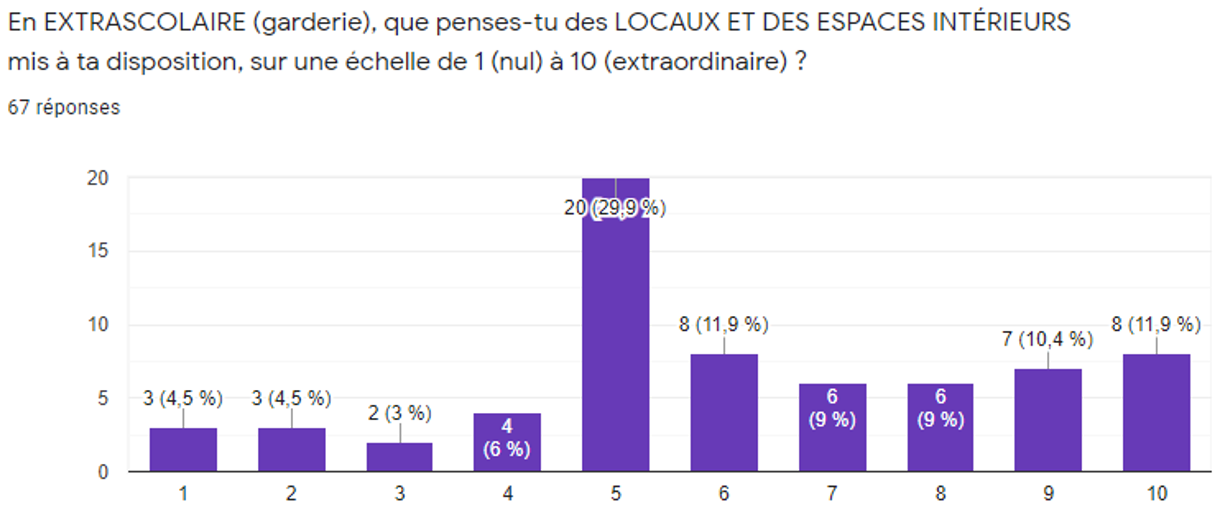 En EXTRASCOLAIRE (garderie), que penses-tu des LOCAUX ET DES ESPACES INTÉRIEURS
mis à ta disposition, sur une échelle de 1 (nul) à 10 (extraordinaire) ?
67 réponses
20
15
10
5
0
3 (4,5 %)
3 (4,5 %)
2 (3 %)
4
(6 %)
20 (29,9 %)
8 (11,9 %)
6
(9 %)
6
(9 %)
7 (10,4 %)
8 (11,9 %)
1 2 3 4 5 6 7 8 9 10